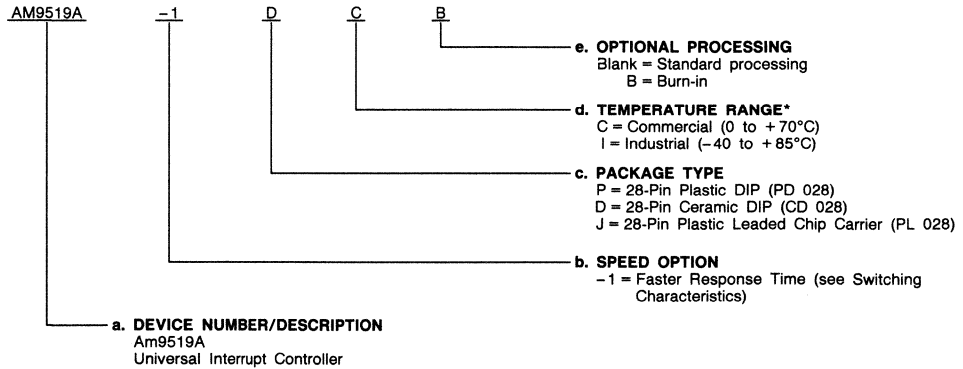 AM9519A -1 D C B
e. OPTIONAL PROCESSING
Blank = Standard processing
B = Burn-in
d. TEMPERATURE RANGE*
C = Commercial (0 to +70°C)
I = Industrial (-40 to +85°C)
c. PACKAGE TYPE
P = 28-Pin Plastic DIP (PD 028)
D = 28-Pin Ceramic DIP (CD 028)
J = 28-Pin Plastic Leaded Chip Carrier (PL 028)
b. SPEED OPTION
-1 = Faster Response Time (see Switching
Characteristics)
a. DEVICE NUMBER/DESCRIPTION
Am9519A
Universal Interrupt Controller